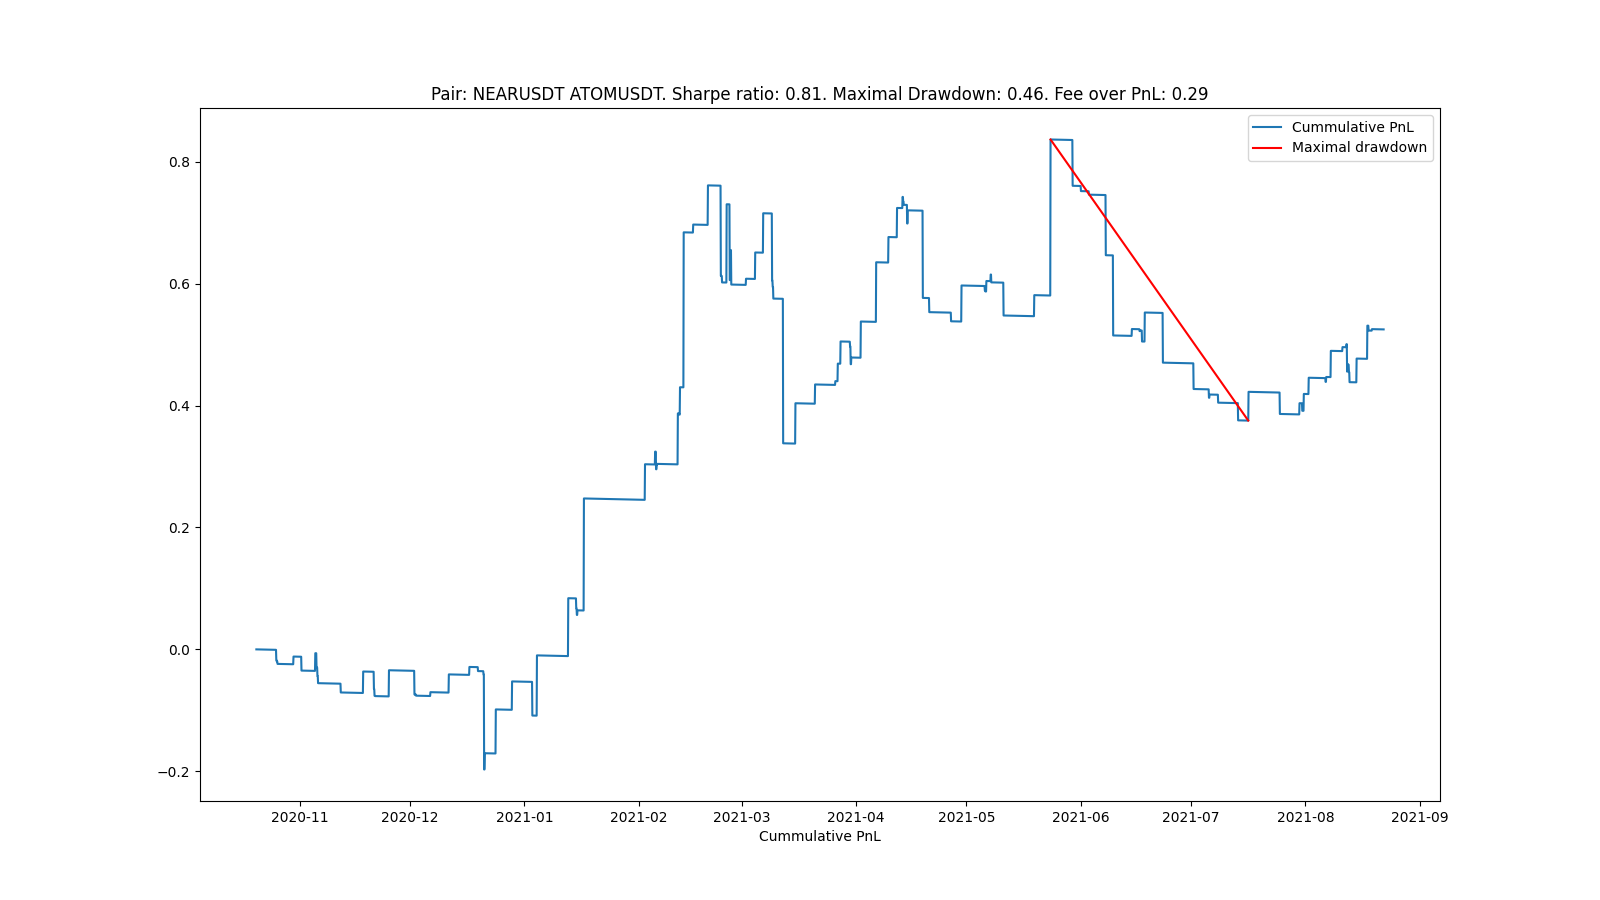 Pair: NEARUSDT ATOMUSDT. Sharpe ratio: 0.81. Maximal Drawdown: 0.46. Fee over PnL: 0.29
Cummulative PnL
Maximal drawdown
0.8
0.6
0.4
0.2
0.0
−0.2
2020-11 2020-12 2021-01 2021-02 2021-03 2021-04 2021-05 2021-06 2021-07 2021-08 2021-09
Cummulative PnL